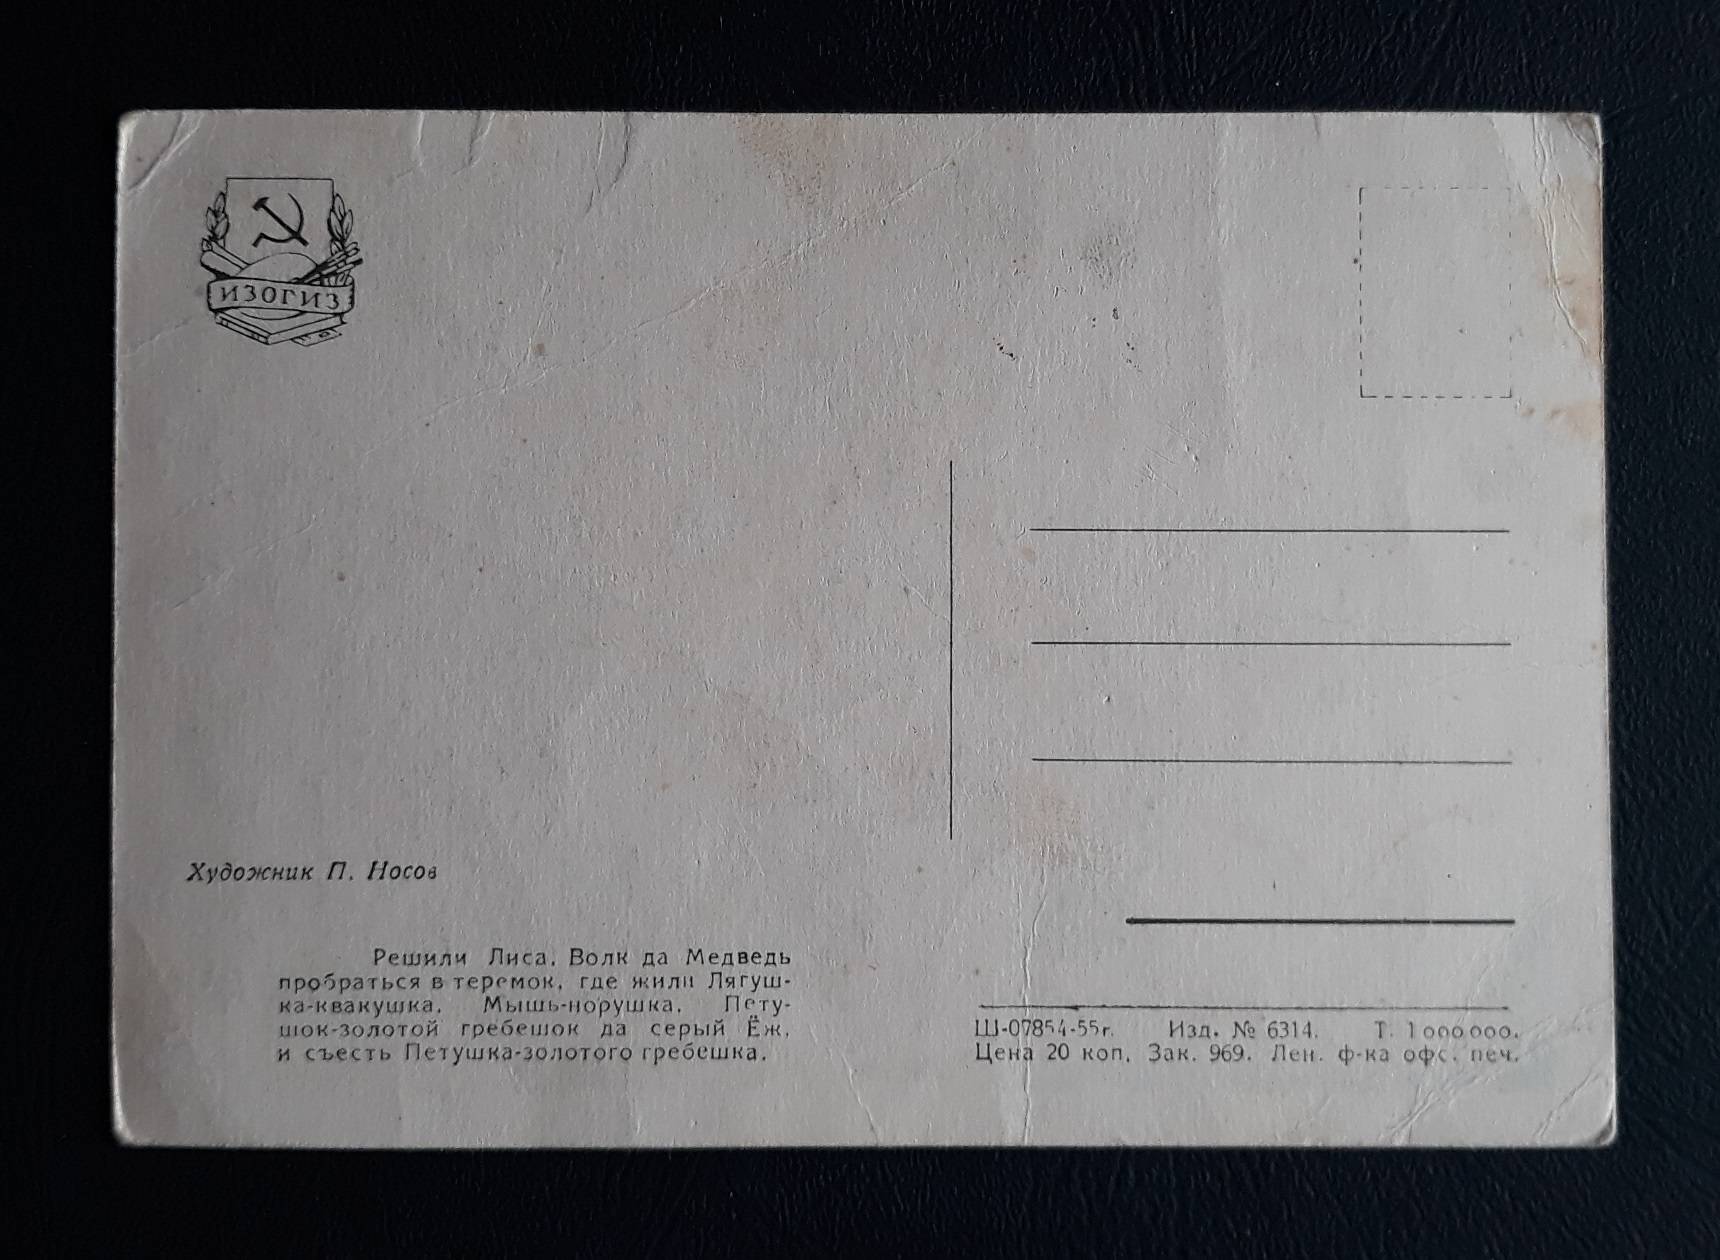 ИЗОГИЗ
Художник П. Носов
Решили Лиса, Волк да Медведь
пробраться в теремок, где жили Лягуш-
ка-квакушка, Мышь-норушка, Пету-
шок-золотой гребешок да серый Ёж,
и съесть Петушка-золотого гребешка.
Ш-07854-55г. Изд. № 6314. Т. 1 000 000.
Цена 20 коп. Зак. 969. Лен. ф-ка офс. печ.